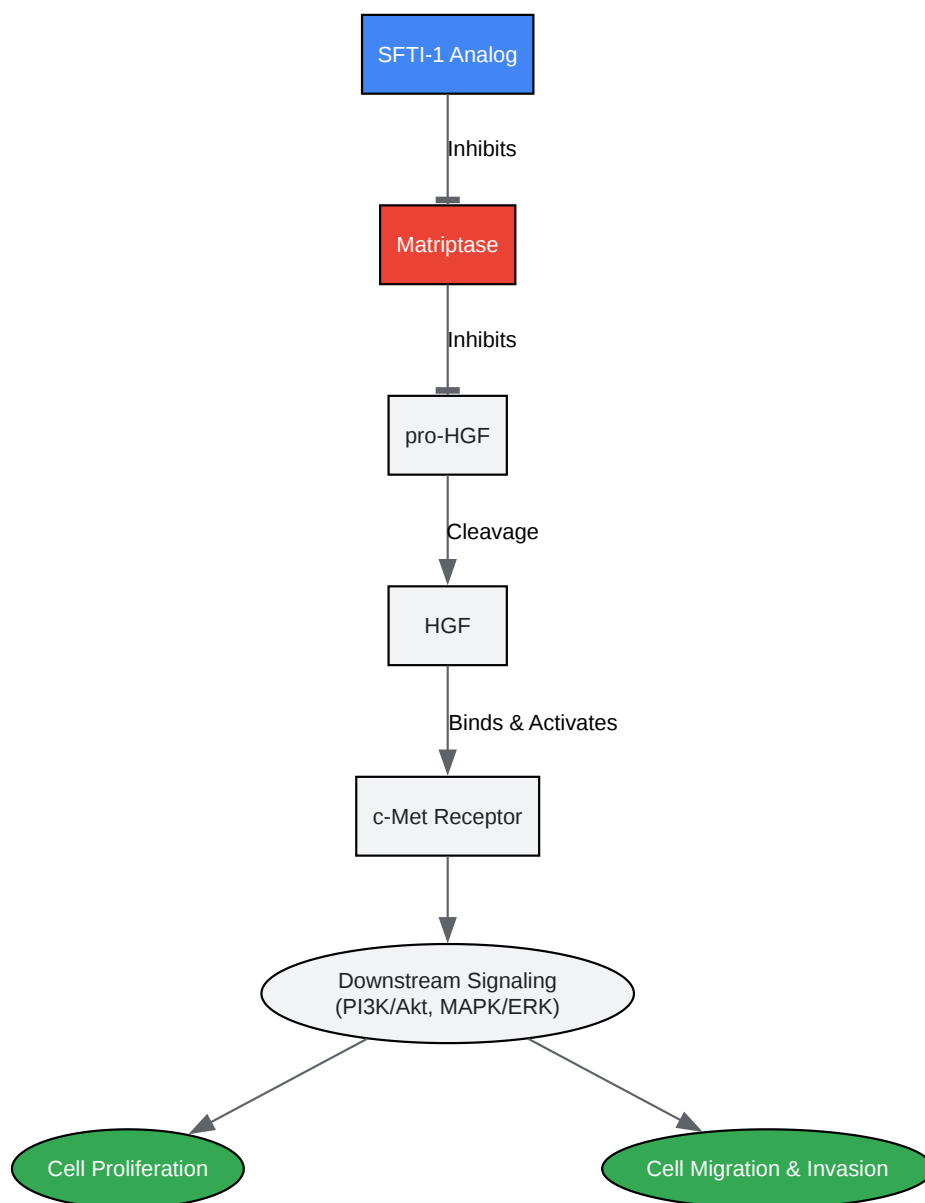 SFTI-1 Analog
Inhibits
Matriptase
Inhibits
pro-HGF
Cleavage
HGF
Binds & Activates
c-Met Receptor
Downstream Signaling
(PI3K/Akt, MAPK/ERK)
Cell Proliferation
Cell Migration & Invasion